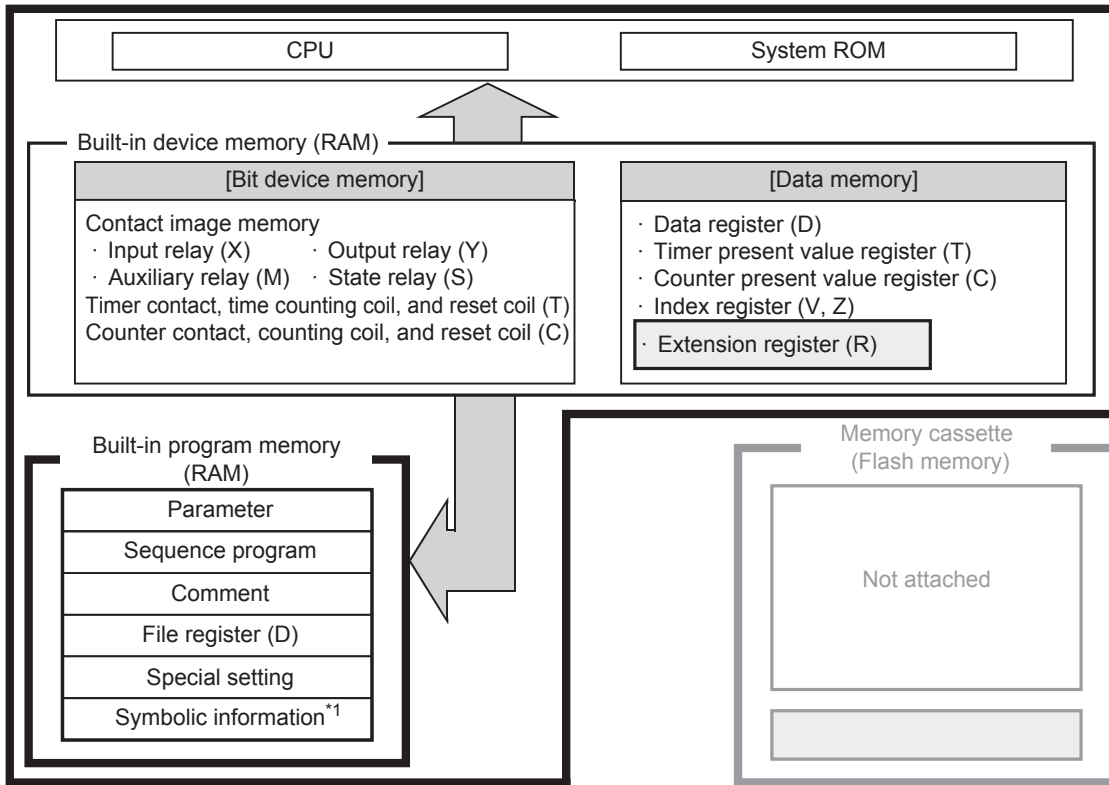 CPU
System ROM
Built-in device memory (RAM)
[Bit device memory]
Contact image memory
· Input relay (X) · Output relay (Y)
· Auxiliary relay (M) · State relay (S)
Timer contact, time counting coil, and reset coil (T)
Counter contact, counting coil, and reset coil (C)
[Data memory]
· Data register (D)
· Timer present value register (T)
· Counter present value register (C)
· Index register (V, Z)
· Extension register (R)
Built-in program memory
(RAM)
Parameter
Sequence program
Comment
File register (D)
Special setting
Symbolic information*1
Memory cassette
(Flash memory)
Not attached